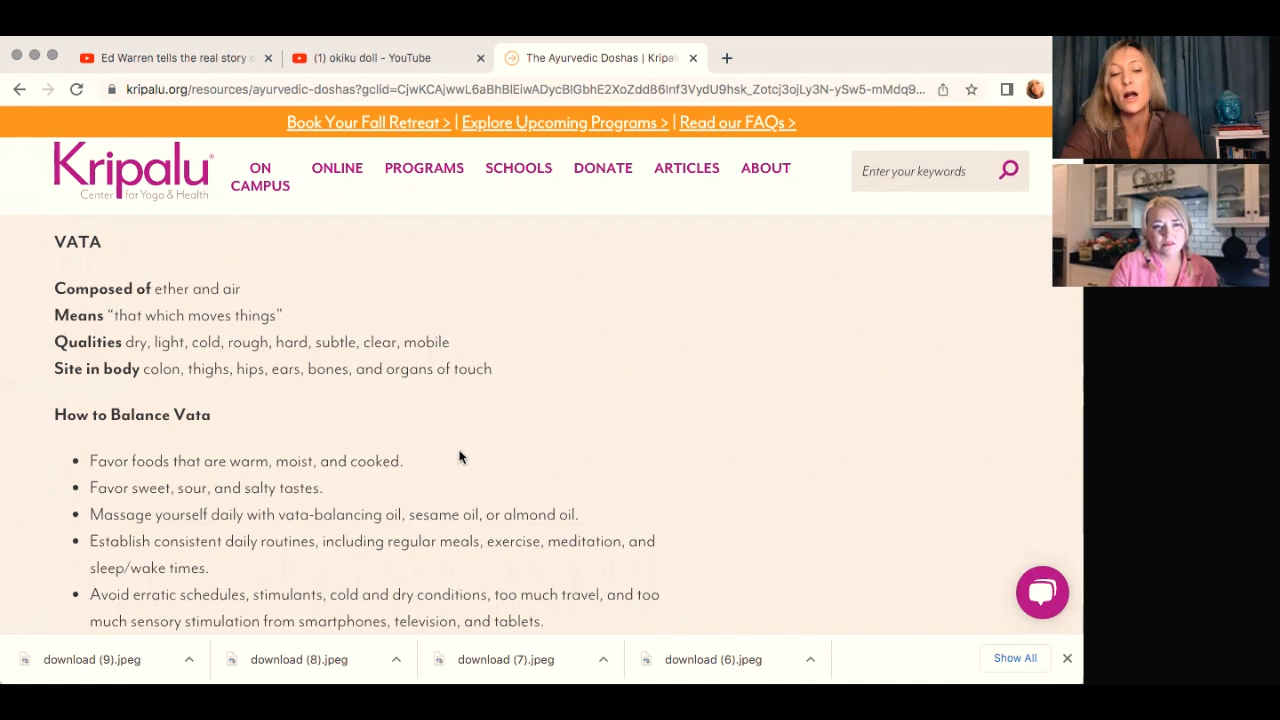 Ed Warren tells the real story o
(1) okiku doll - YouTube
The Ayurvedic Doshas | Kripalu
kripalu.org/resources/ayurvedic-doshas?gclid=CjwKCAjwwL6aBhBlEiwADycBlGbhE2XoZdd86lnf3VydU9hsk_Zotcj3ojLy3N-ySw5-mMdq9...
Book Your Fall Retreat > | Explore Upcoming Programs > | Read our FAQs >
Kripalu®
Center for Yoga & Health
ON CAMPUS
ONLINE
PROGRAMS
SCHOOLS
DONATE
ARTICLES
ABOUT
Enter your keywords
VATA
Composed of ether and air
Means “that which moves things”
Qualities dry, light, cold, rough, hard, subtle, clear, mobile
Site in body colon, thighs, hips, ears, bones, and organs of touch
How to Balance Vata
• Favor foods that are warm, moist, and cooked.
• Favor sweet, sour, and salty tastes.
• Massage yourself daily with vata-balancing oil, sesame oil, or almond oil.
• Establish consistent daily routines, including regular meals, exercise, meditation, and
sleep/wake times.
• Avoid erratic schedules, stimulants, cold and dry conditions, too much travel, and too
much sensory stimulation from smartphones, television, and tablets.
download (9).jpeg
download (8).jpeg
download (7).jpeg
download (6).jpeg
Show All